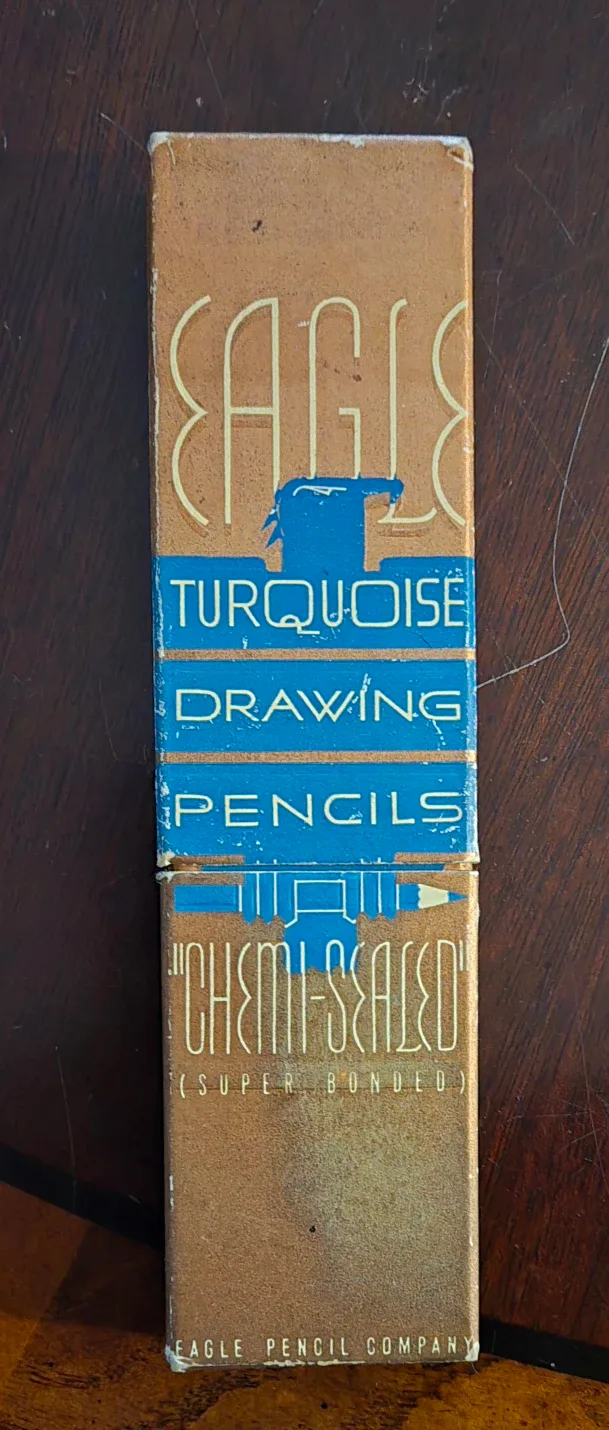 EAGLE
TURQUOISE
DRAWING
PENCILS
"CHEMI-SEALED"
(SUPER BONDED)
EAGLE PENCIL COMPANY